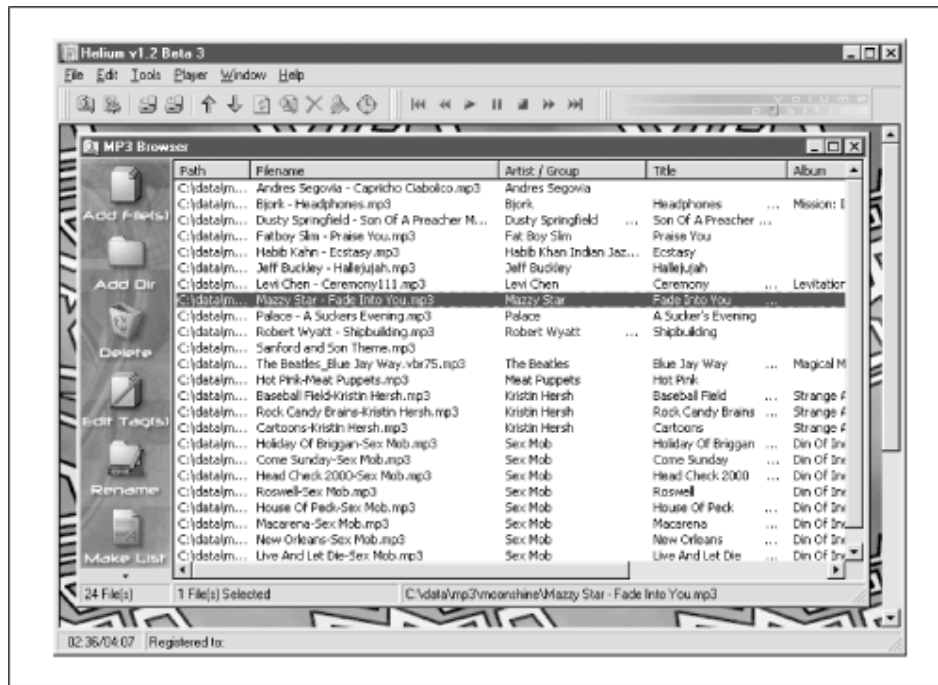 Helium v1.2 Beta 3
File Edit Tools Player Window Help
volume
position
MP3 Browser
Path Filename Artist / Group Title Album
C:\data\m... Andres Segovia - Capricho Ciabolico.mp3 Andres Segovia
C:\data\m... Bjork - Headphones.mp3 Bjork Headphones ... Mission: I
C:\data\m... Dusty Springfield - Son Of A Preacher M... Dusty Springfield ... Son Of A Preacher ...
C:\data\m... Fatboy Slim - Praise You.mp3 Fat Boy Slim Praise You
C:\data\m... Habib Kahn - Ecstasy.mp3 Habib Khan Indian Jaz... Ecstasy
C:\data\m... Jeff Buckley - Hallejujah.mp3 Jeff Buckley Hallejujah
C:\data\m... Levi Chen - Ceremony111.mp3 Levi Chen Ceremony ... Levitation
C:\data\m... Mazzy Star - Fade Into You.mp3 Mazzy Star Fade Into You ...
C:\data\m... Palace - A Suckers Evening.mp3 Palace A Sucker's Evening
C:\data\m... Robert Wyatt - Shipbuilding.mp3 Robert Wyatt ... Shipbuilding
C:\data\m... Sanford and Son Theme.mp3
C:\data\m... The Beatles_Blue Jay Way.vbr75.mp3 The Beatles Blue Jay Way ... Magical M
C:\data\m... Hot Pink-Meat Puppets.mp3 Meat Puppets Hot Pink
C:\data\m... Baseball Field-Kristin Hersh.mp3 Kristin Hersh Baseball Field ... Strange A
C:\data\m... Rock Candy Brains-Kristin Hersh.mp3 Kristin Hersh Rock Candy Brains ... Strange A
C:\data\m... Cartoons-Kristin Hersh.mp3 Kristin Hersh Cartoons ... Strange A
C:\data\m... Holiday Of Briggan-Sex Mob.mp3 Sex Mob Holiday Of Briggan ... Din Of Ine
C:\data\m... Come Sunday-Sex Mob.mp3 Sex Mob Come Sunday ... Din Of Ine
C:\data\m... Head Check 2000-Sex Mob.mp3 Sex Mob Head Check 2000 ... Din Of Ine
C:\data\m... Roswell-Sex Mob.mp3 Sex Mob Roswell ... Din Of Ine
C:\data\m... House Of Peck-Sex Mob.mp3 Sex Mob House Of Peck ... Din Of Ine
C:\data\m... Macarena-Sex Mob.mp3 Sex Mob Macarena ... Din Of Ine
C:\data\m... New Orleans-Sex Mob.mp3 Sex Mob New Orleans ... Din Of Ine
C:\data\m... Live And Let Die-Sex Mob.mp3 Sex Mob Live And Let Die ... Din Of Ine
Add File(s)
Add Dir
Delete
Edit Tag(s)
Rename
Make List
24 File(s) 1 File(s) Selected C:\data\mp3\moonshine\Mazzy Star - Fade Into You.mp3
02:36/04:07 Registered to: